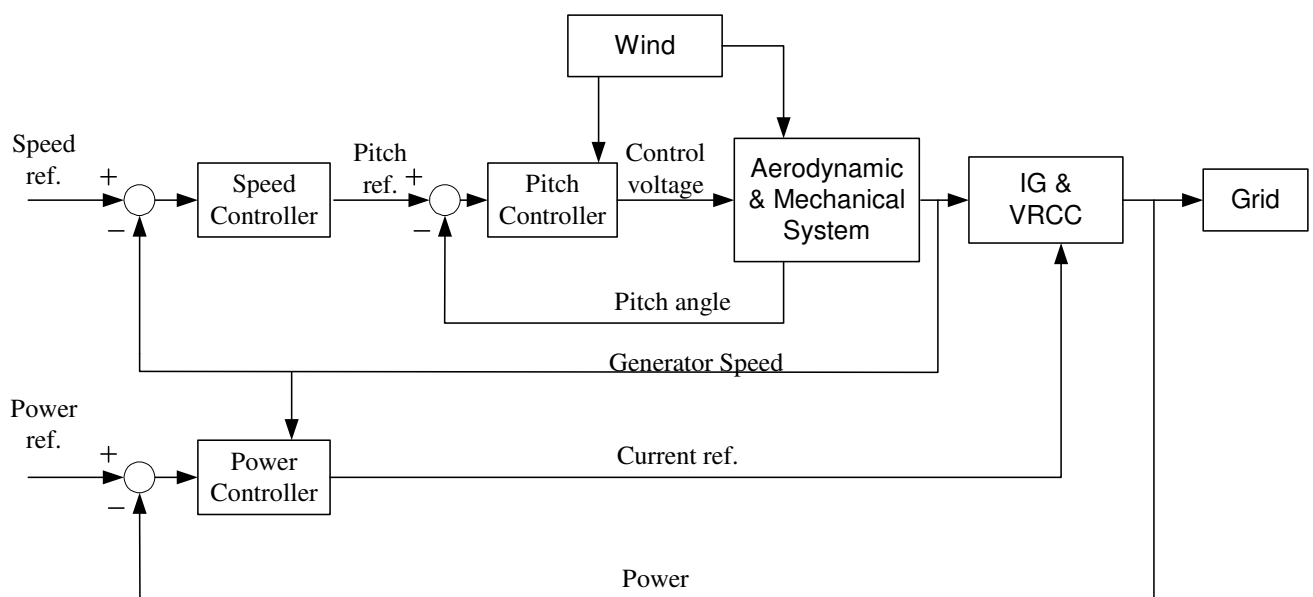 Wind
Speed
ref.
+
−
Speed
Controller
Pitch
ref.
+
−
Pitch
Controller
Control
voltage
Aerodynamic
& Mechanical
System
IG &
VRCC
Grid
Pitch angle
Generator Speed
Power
ref.
+
−
Power
Controller
Current ref.
Power